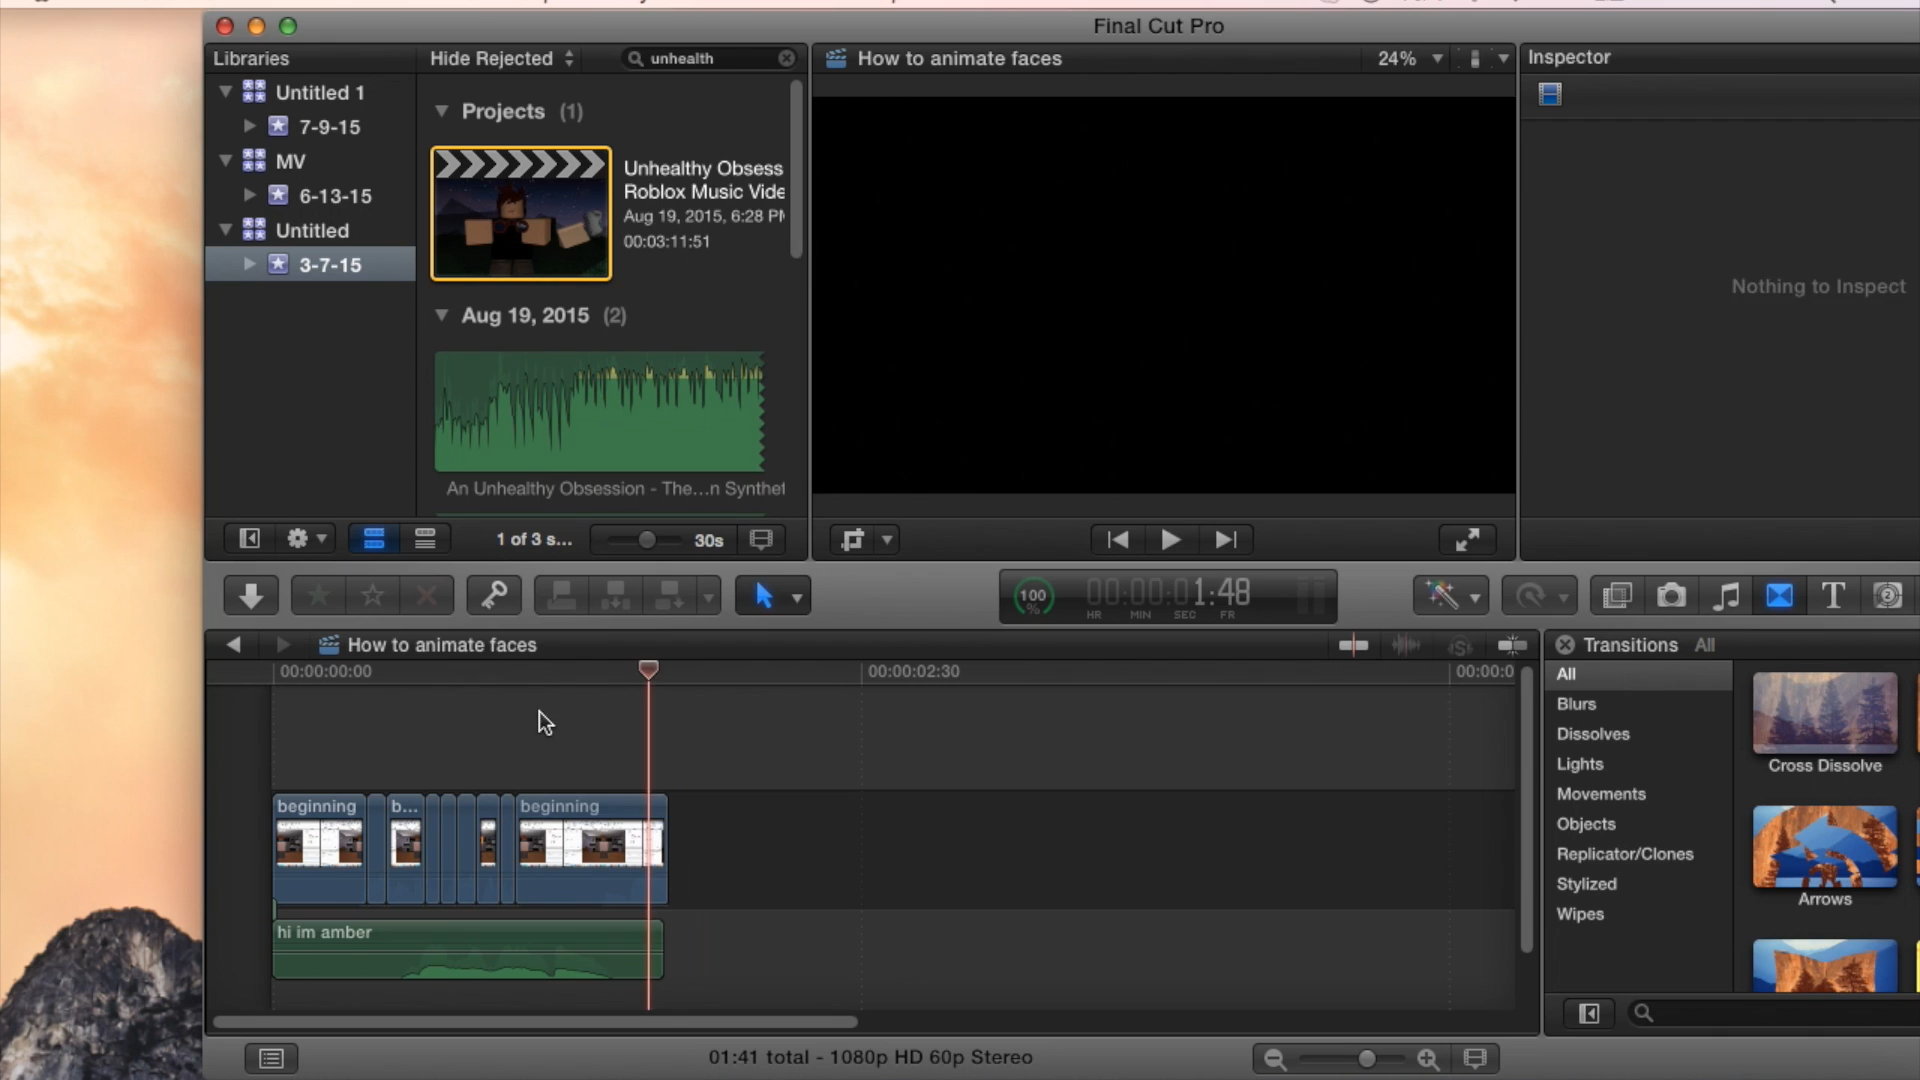 Final Cut Pro
Libraries
Hide Rejected
unhealth
How to animate faces
24%
Inspector
Untitled 1
7-9-15
MV
6-13-15
Untitled
3-7-15
Projects (1)
Unhealthy Obsess
Roblox Music Vide
Aug 19, 2015, 6:28 PM
00:03:11:51
Aug 19, 2015 (2)
An Unhealthy Obsession - The...n Synthet
Nothing to Inspect
1 of 3 s...
30s
100
%
00:00:01:48
HR MIN SEC FR
How to animate faces
00:00:00:00
00:00:02:30
00:00:0
beginning
b...
beginning
hi im amber
Transitions All
All
Blurs
Dissolves
Lights
Movements
Objects
Replicator/Clones
Stylized
Wipes
Cross Dissolve
Arrows
01:41 total - 1080p HD 60p Stereo